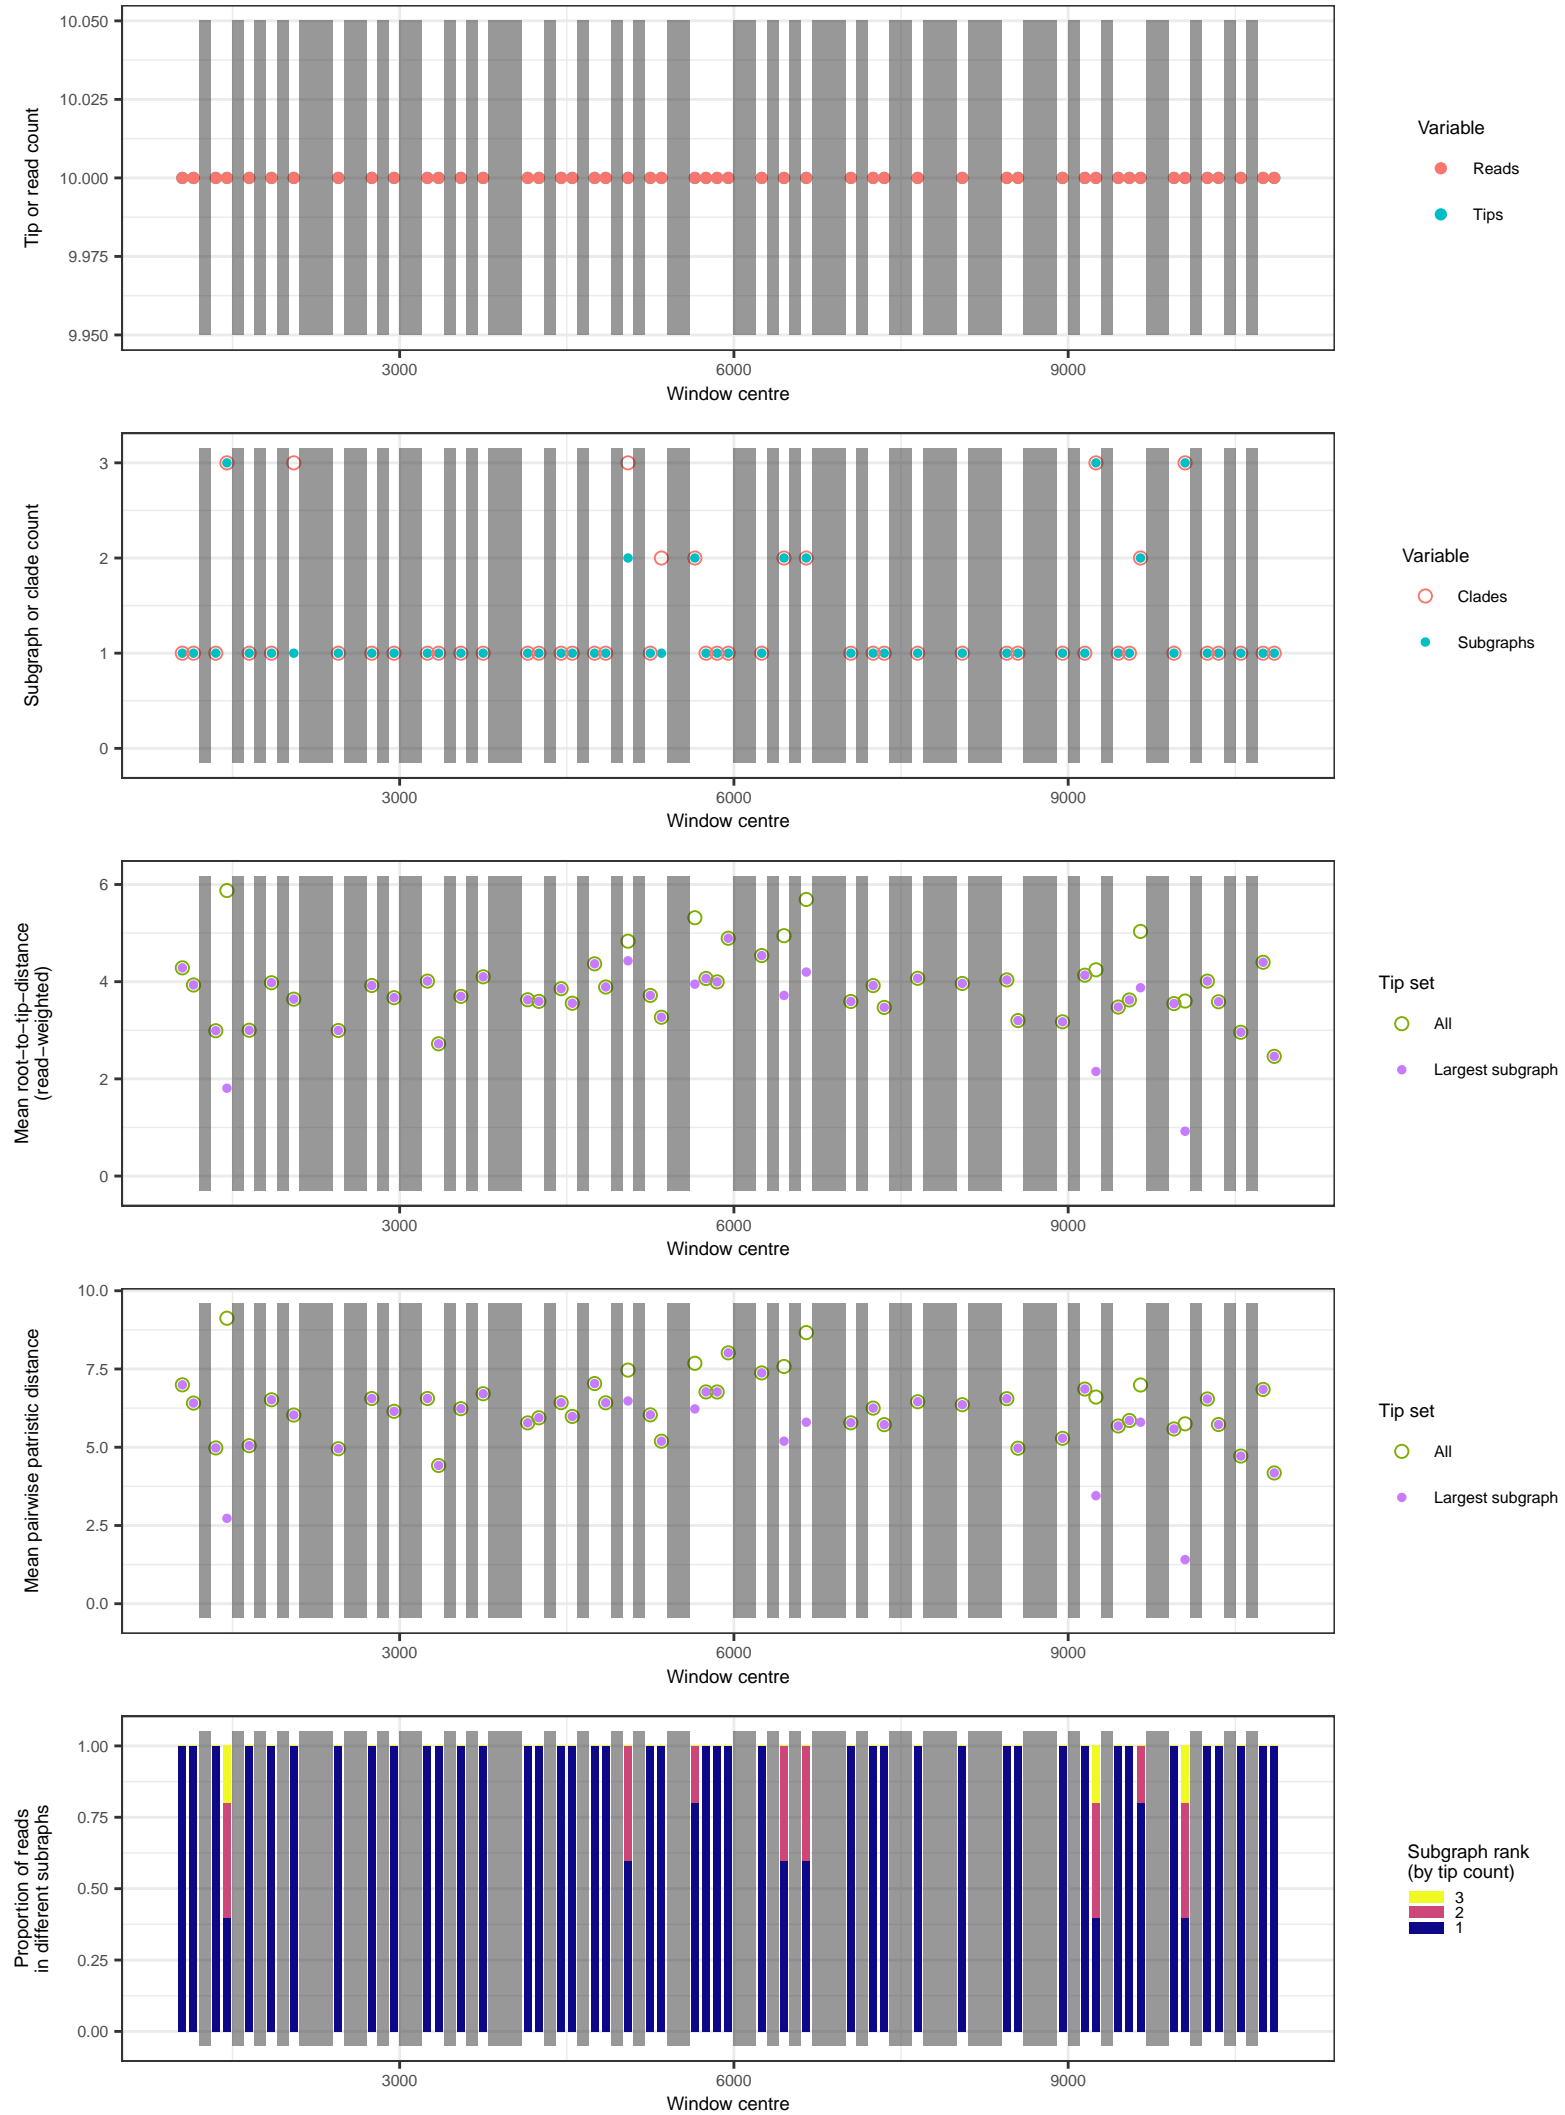 10.050
10.025
10.000
9.975
9.950
Tip or read count
3000 6000 9000
Window centre
Variable
Reads
Tips
3
2
1
0
Subgraph or clade count
3000 6000 9000
Window centre
Variable
Clades
Subgraphs
6
4
2
0
Mean root−to−tip−distance
(read−weighted)
3000 6000 9000
Window centre
Tip set
All
Largest subgraph
10.0
7.5
5.0
2.5
0.0
Mean pairwise patristic distance
3000 6000 9000
Window centre
Tip set
All
Largest subgraph
1.00
0.75
0.50
0.25
0.00
Proportion of reads
in different subraphs
3000 6000 9000
Window centre
Subgraph rank
(by tip count)
3
2
1